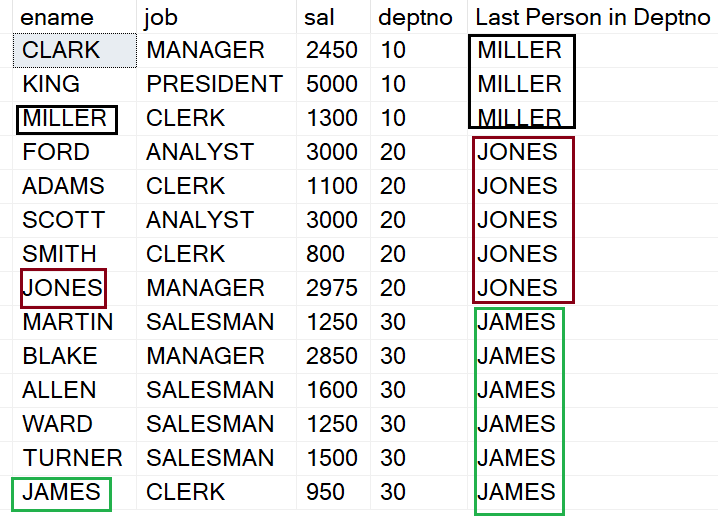 ename job sal deptno Last Person in Deptno
CLARK MANAGER 2450 10 MILLER
KING PRESIDENT 5000 10 MILLER
MILLER CLERK 1300 10 MILLER
FORD ANALYST 3000 20 JONES
ADAMS CLERK 1100 20 JONES
SCOTT ANALYST 3000 20 JONES
SMITH CLERK 800 20 JONES
JONES MANAGER 2975 20 JONES
MARTIN SALESMAN 1250 30 JAMES
BLAKE MANAGER 2850 30 JAMES
ALLEN SALESMAN 1600 30 JAMES
WARD SALESMAN 1250 30 JAMES
TURNER SALESMAN 1500 30 JAMES
JAMES CLERK 950 30 JAMES